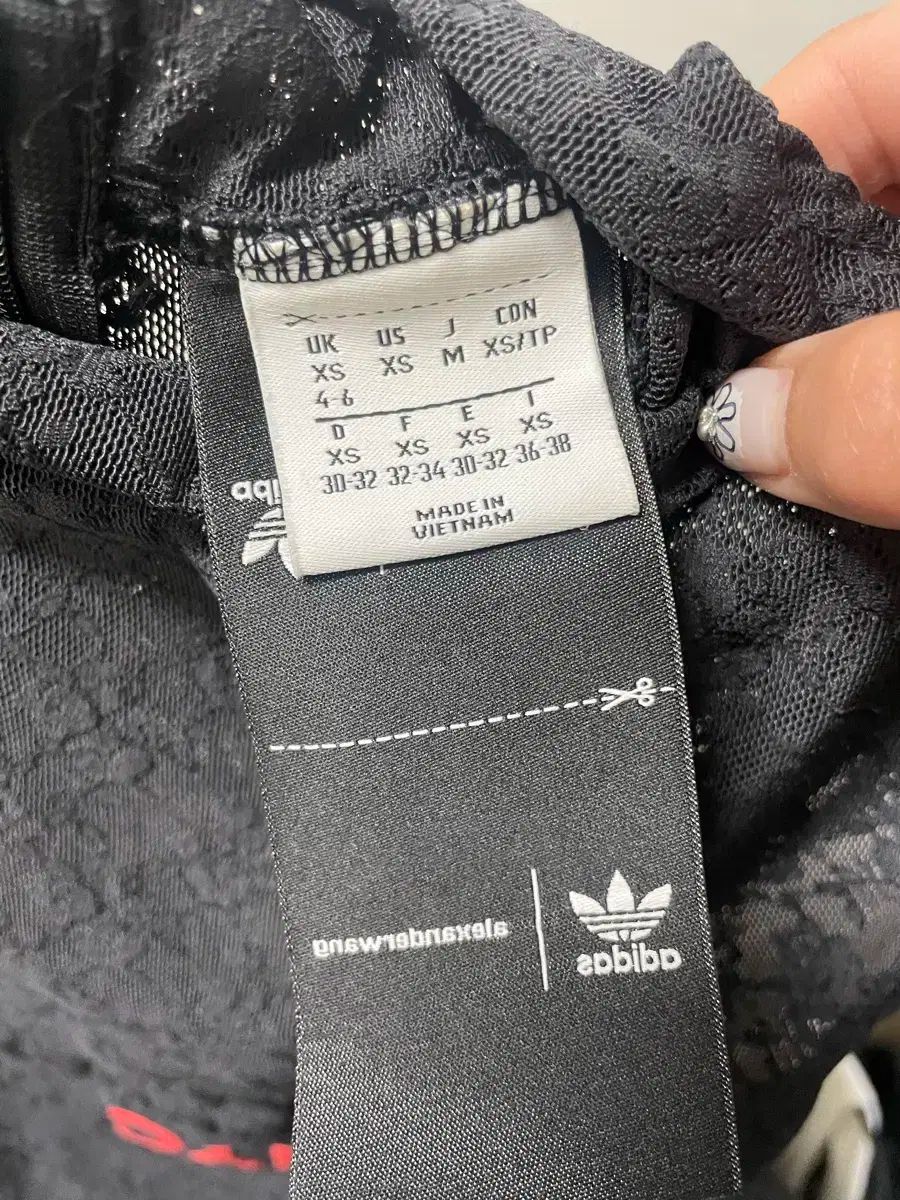 UK US J CDN
XS XS M XS/TP
4-6
D F E I
XS XS XS XS
30-32 32-34 30-32 36-38
MADE IN
VIETNAM
alexanderwang
adidas